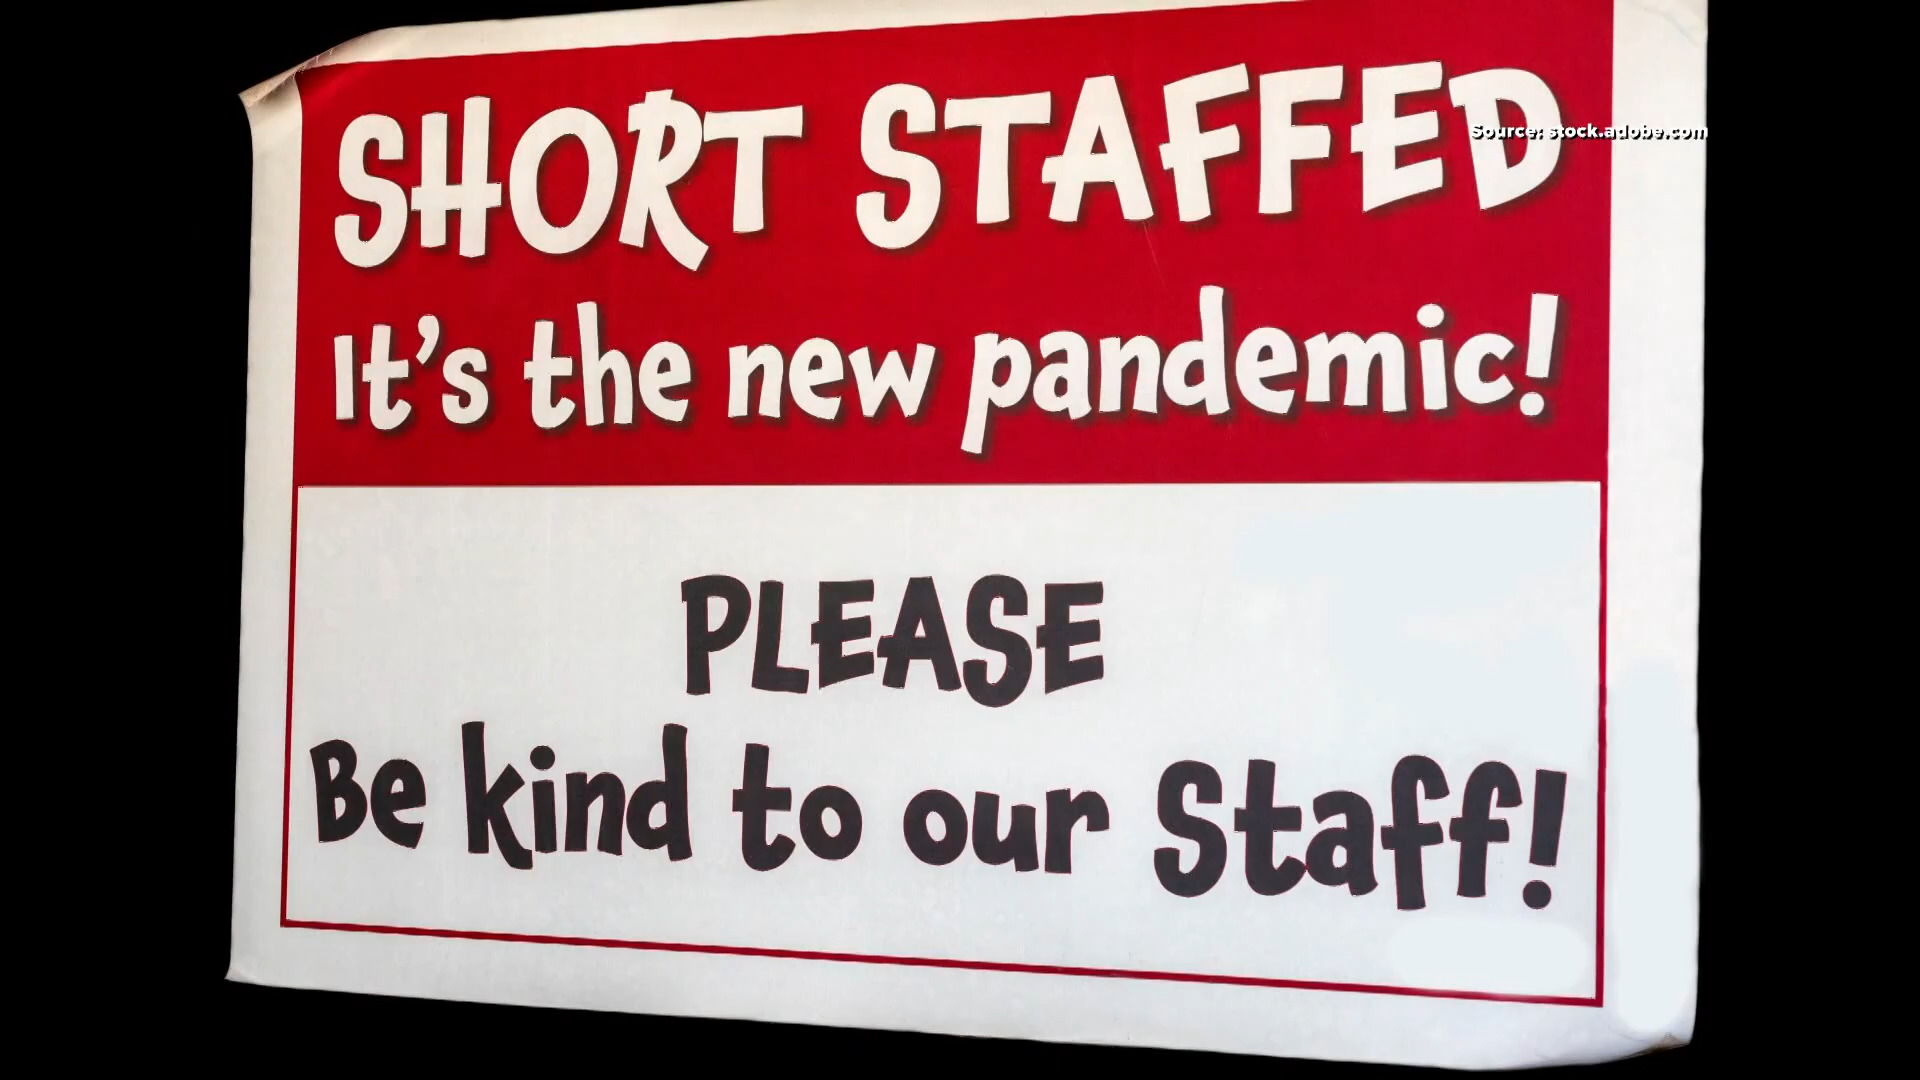 SHORT STAFFED
Source: stock.adobe.com
It's the new pandemic!
PLEASE
Be kind to our Staff!